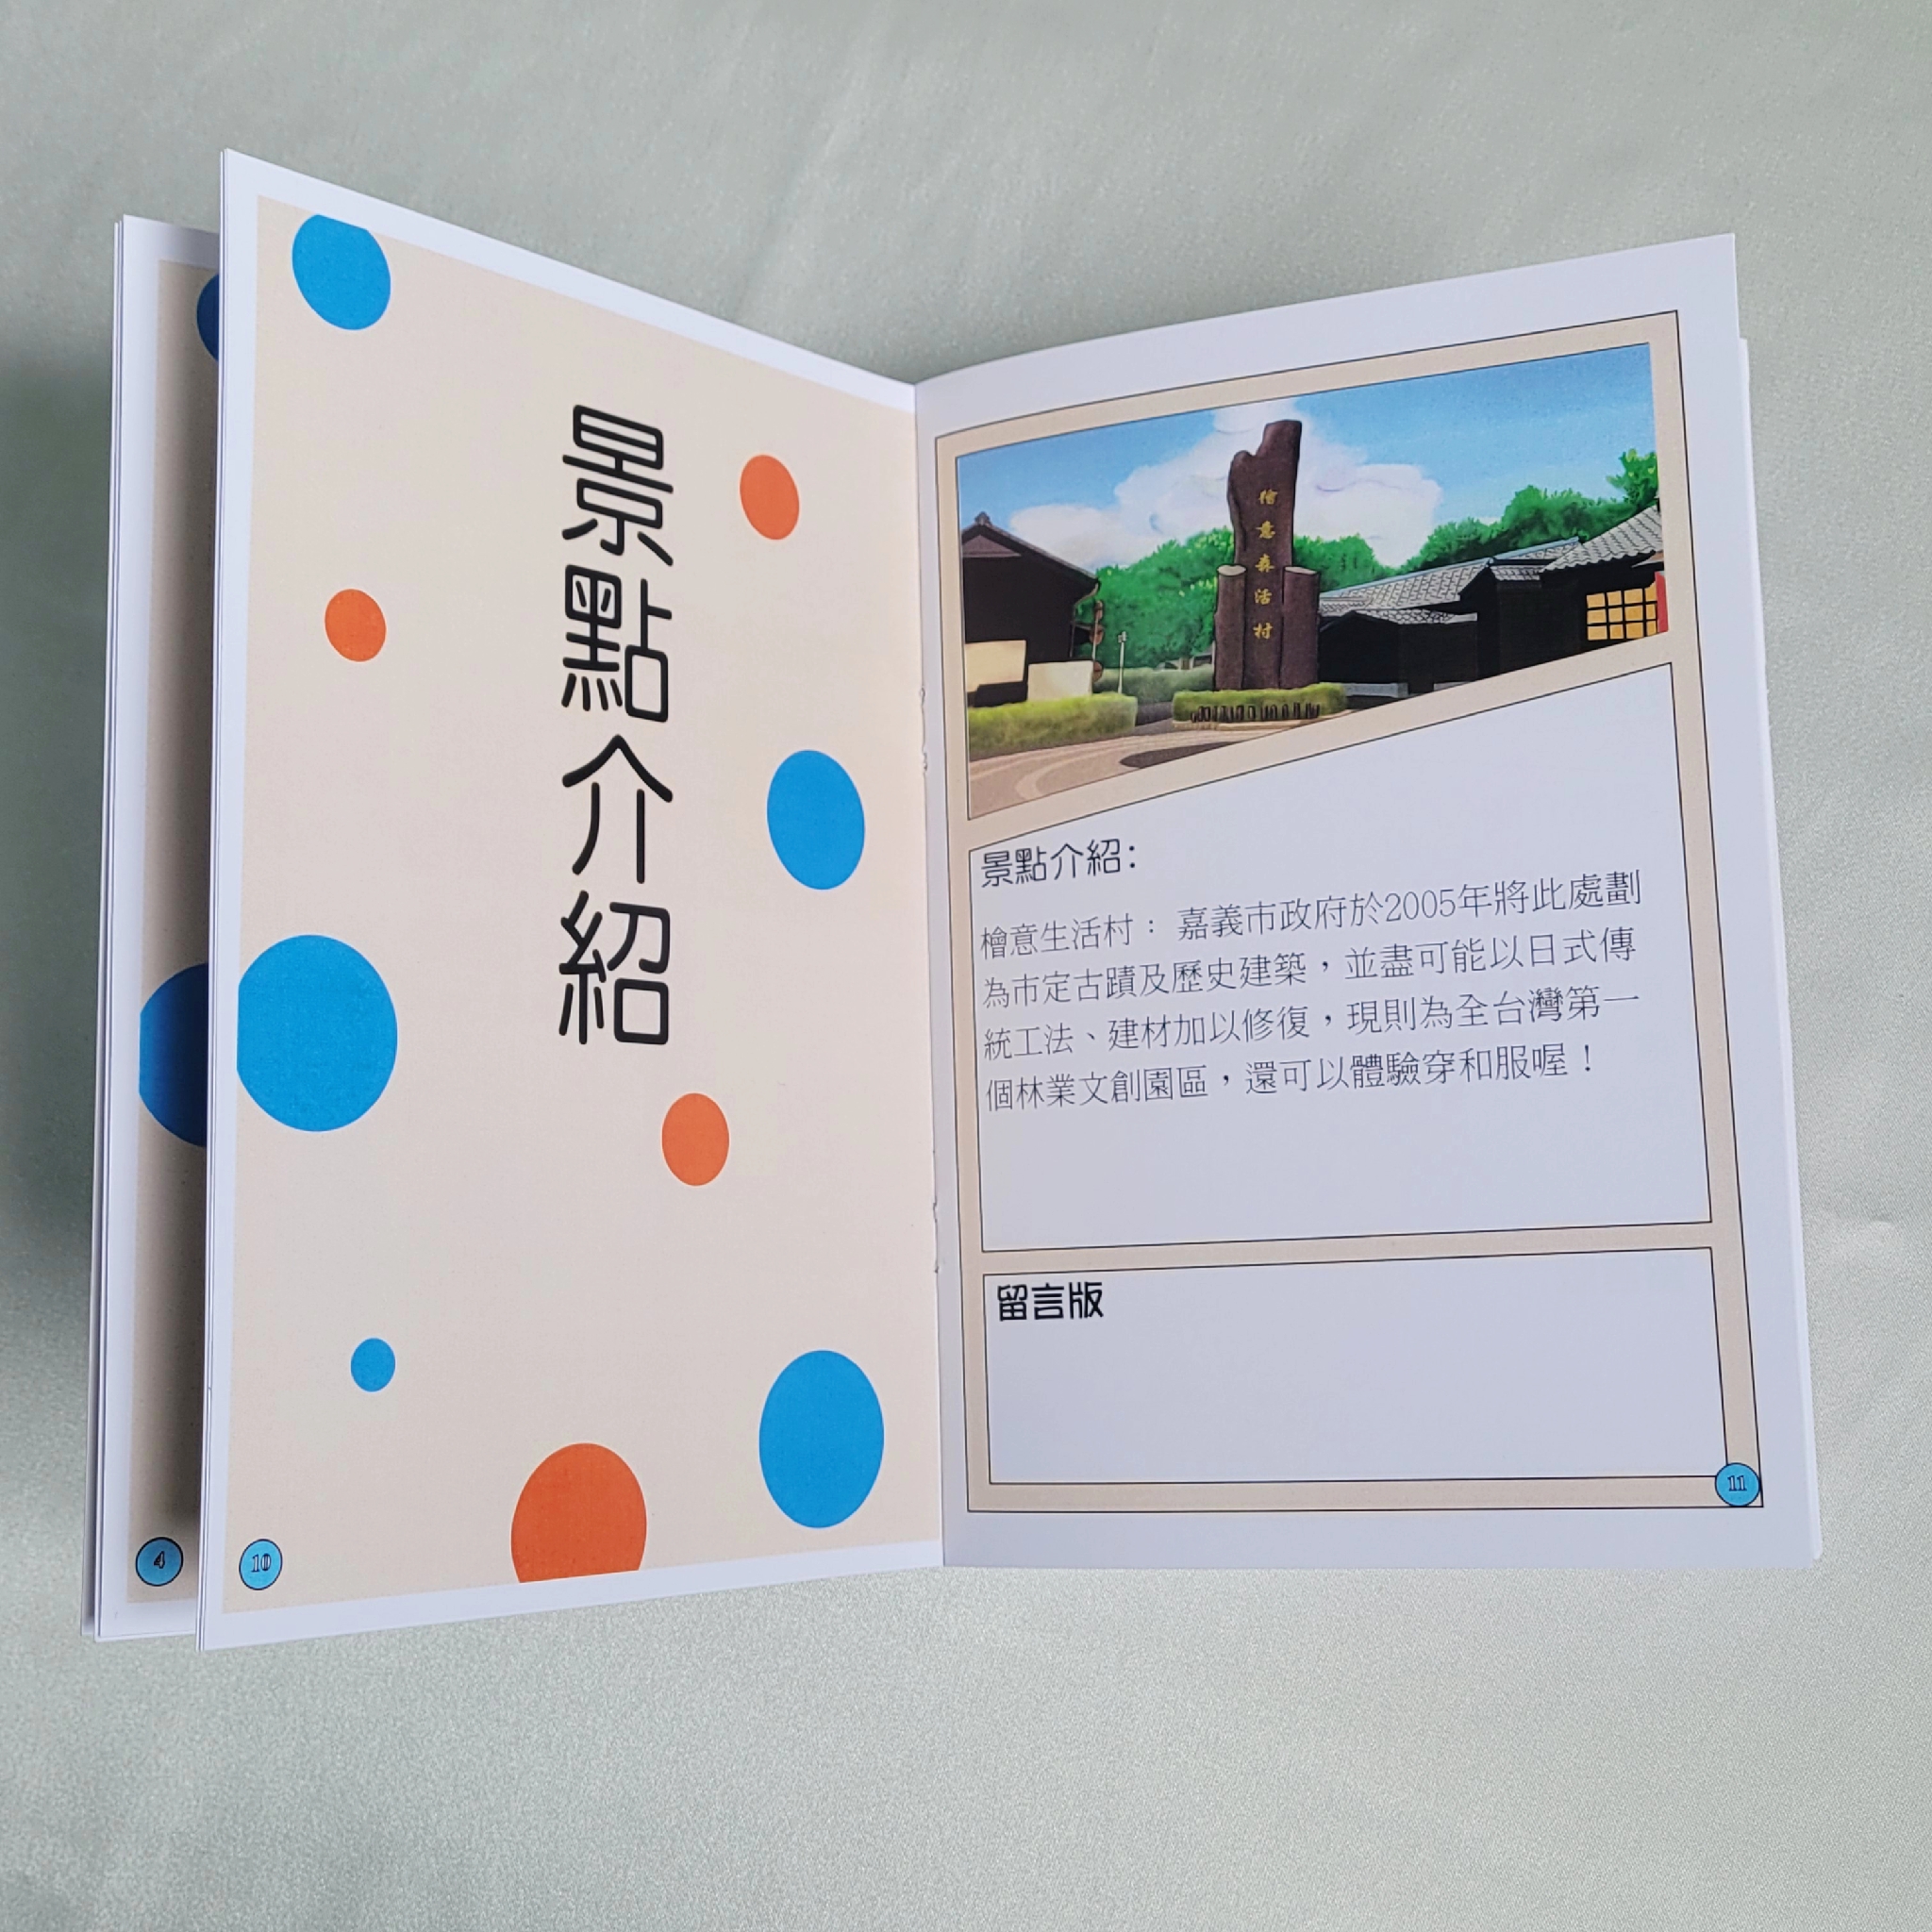 景點介紹
4
10
檜意森活村
景點介紹：
檜意生活村： 嘉義市政府於2005年將此處劃
為市定古蹟及歷史建築，並盡可能以日式傳
統工法、建材加以修復，現則為全台灣第一
個林業文創園區，還可以體驗穿和服喔！
留言版
11